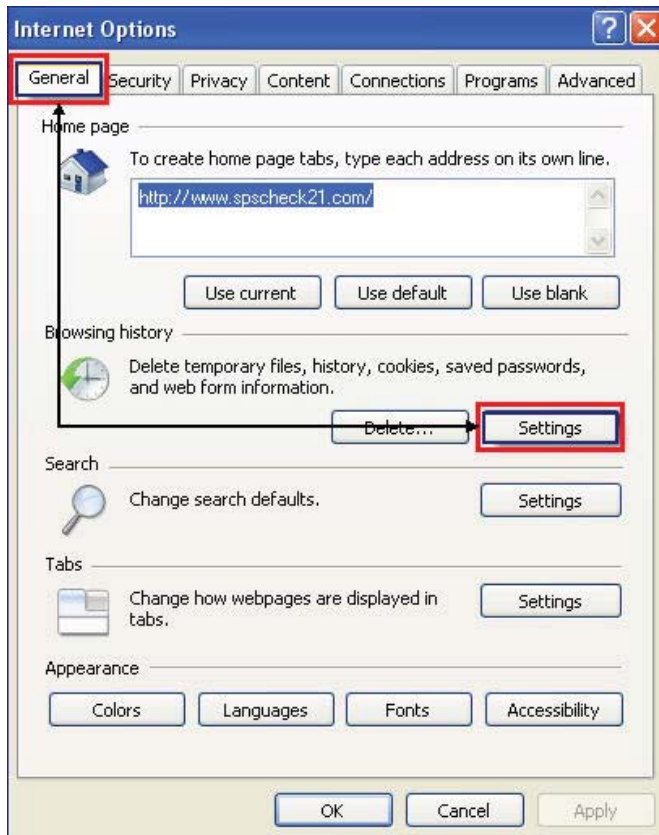 Internet Options
General Security Privacy Content Connections Programs Advanced
Home page
To create home page tabs, type each address on its own line.
http://www.spscheck21.com/
Use current Use default Use blank
Browsing history
Delete temporary files, history, cookies, saved passwords,
and web form information.
Delete... Settings
Search
Change search defaults. Settings
Tabs
Change how webpages are displayed in
tabs.
Settings
Appearance
Colors Languages Fonts Accessibility
OK Cancel Apply